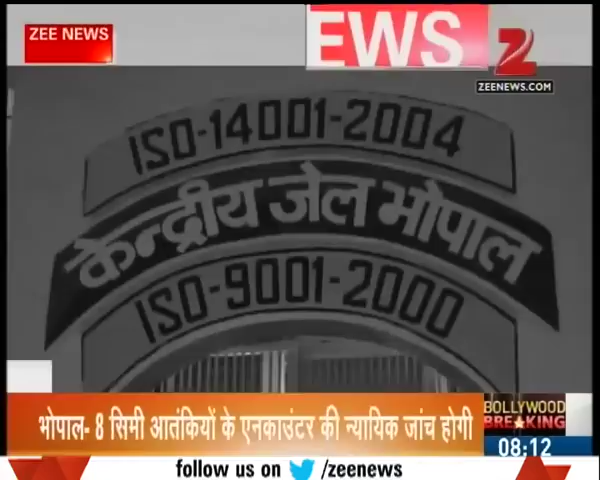 ZEE NEWS
EWS
Z
ZEENEWS.COM
ISO-14001-2004
केन्द्रीय जेल भोपाल
ISO-9001-2000
भोपाल- 8 सिमी आतंकियों के एनकाउंटर की न्यायिक जांच होगी
BOLLYWOOD
BREAKING
08:12
follow us on /zeenews